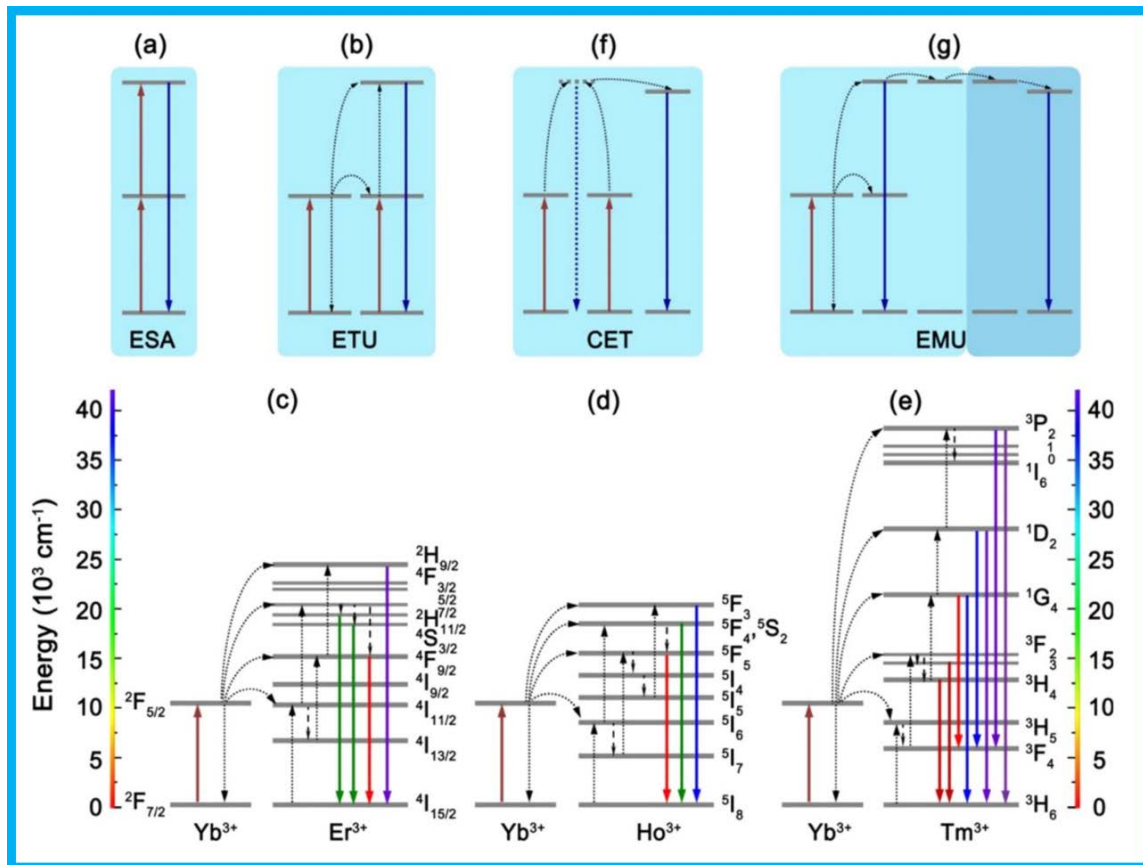 (a)
(b)
(f)
(g)
ESA
ETU
CET
EMU
(c)
(d)
(e)
Energy (10³ cm⁻¹)
40
35
30
25
20
15
10
5
0
²F₅/₂
²F₇/₂
Yb³⁺
²H₉/₂
⁴F₃/₂
₅/₂
²H₇/₂
⁴S₁₁/₂
₃/₂
⁴F₉/₂
⁴I₉/₂
⁴I₁₁/₂
⁴I₁₃/₂
⁴I₁₅/₂
Er³⁺
⁵F₃
⁵F₄,⁵S₂
⁵F₅
⁵I₄
⁵I₅
⁵I₆
⁵I₇
⁵I₈
Yb³⁺
Ho³⁺
³P₂
₁
₀
¹I₆
¹D₂
¹G₄
³F₂
₃
³H₄
³H₅
³F₄
³H₆
Yb³⁺
Tm³⁺
40
35
30
25
20
15
10
5
0